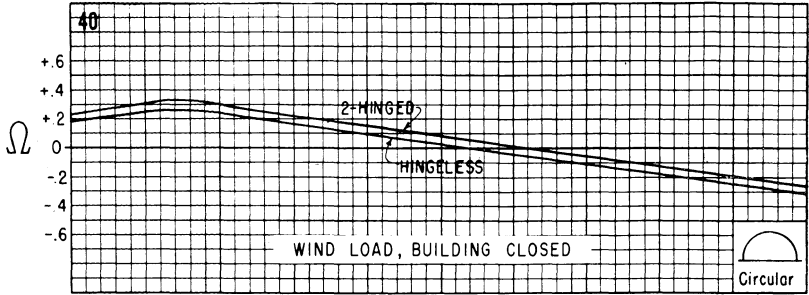 40
+.6
+.4
+.2
0
-.2
-.4
-.6
Ω
2-HINGED
HINGELESS
WIND LOAD, BUILDING CLOSED
Circular